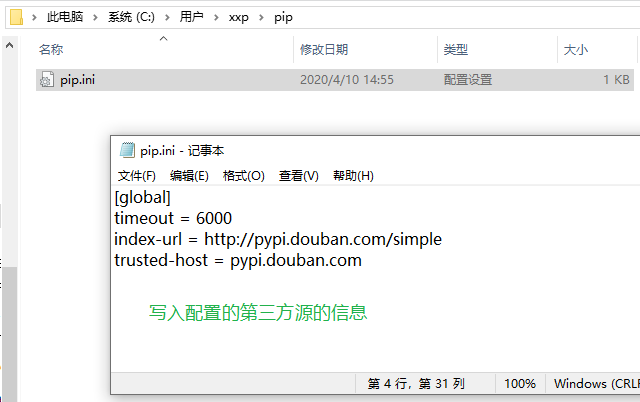 此电脑 › 系统 (C:) › 用户 › xxp › pip
名称 修改日期 类型 大小
pip.ini 2020/4/10 14:55 配置设置 1 KB
pip.ini - 记事本
文件(F) 编辑(E) 格式(O) 查看(V) 帮助(H)
[global]
timeout = 6000
index-url = http://pypi.douban.com/simple
trusted-host = pypi.douban.com
写入配置的第三方源的信息
第 4 行，第 31 列 100% Windows (CRLF